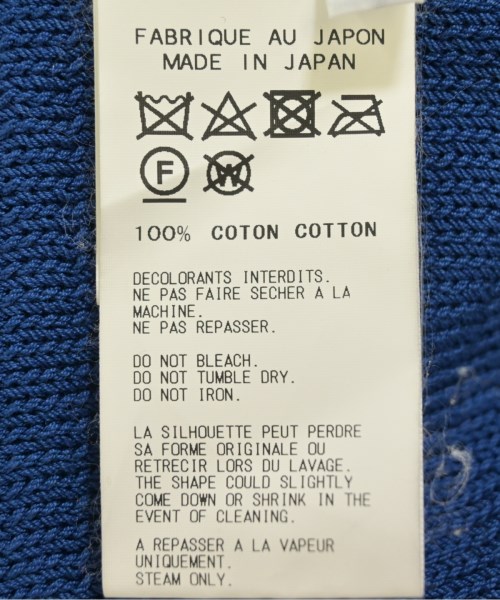 FABRIQUE AU JAPON
MADE IN JAPAN
F W
100% COTON COTTON
DECOLORANTS INTERDITS.
NE PAS FAIRE SECHER A LA
MACHINE.
NE PAS REPASSER.
DO NOT BLEACH.
DO NOT TUMBLE DRY.
DO NOT IRON.
LA SILHOUETTE PEUT PERDRE
SA FORME ORIGINALE OU
RETRECIR LORS DU LAVAGE.
THE SHAPE COULD SLIGHTLY
COME DOWN OR SHRINK IN THE
EVENT OF CLEANING.
A REPASSER A LA VAPEUR
UNIQUEMENT.
STEAM ONLY.